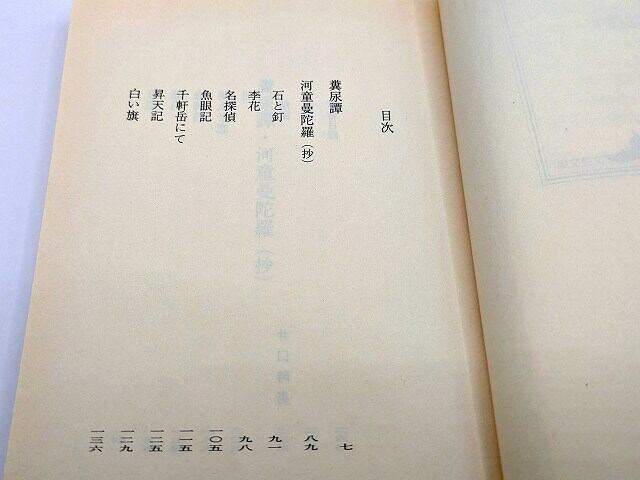 目次
糞尿譚 七
河童曼陀羅（抄） 八九
石と釘 九一
李花 九八
名探偵 一〇五
魚眼記 一一五
千軒岳にて 一二五
昇天記 一二九
白い旗 一三六